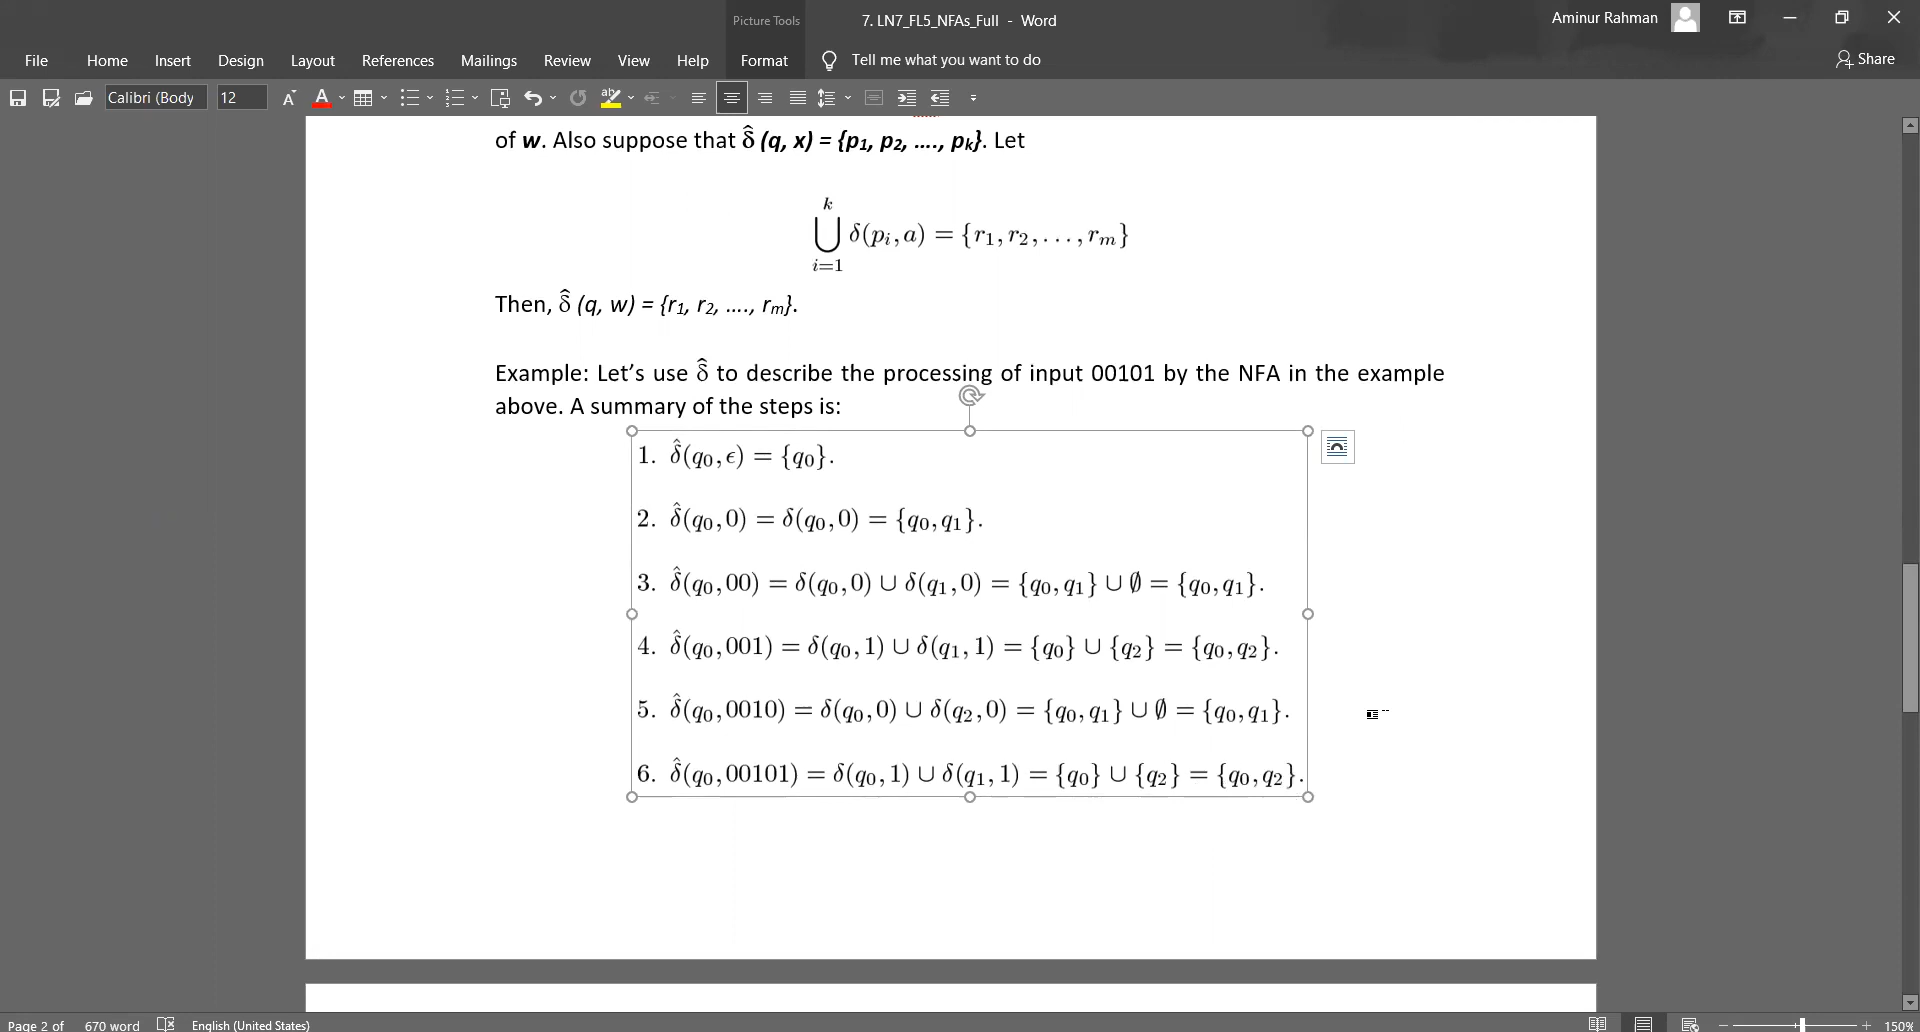 Picture Tools
7. LN7_FL5_NFAs_Full - Word
Aminur Rahman
File Home Insert Design Layout References Mailings Review View Help Format Tell me what you want to do Share
Calibri (Body 12
of w. Also suppose that δ̂ (q, x) = {p₁, p₂, …., pₖ}. Let
k
⋃ δ(pᵢ, a) = {r₁, r₂, . . . , rₘ}
i=1
Then, δ̂ (q, w) = {r₁, r₂, …., rₘ}.
Example: Let’s use δ̂ to describe the processing of input 00101 by the NFA in the example
above. A summary of the steps is:
1. δ̂(q₀, ϵ) = {q₀}.
2. δ̂(q₀, 0) = δ(q₀, 0) = {q₀, q₁}.
3. δ̂(q₀, 00) = δ(q₀, 0) ∪ δ(q₁, 0) = {q₀, q₁} ∪ ∅ = {q₀, q₁}.
4. δ̂(q₀, 001) = δ(q₀, 1) ∪ δ(q₁, 1) = {q₀} ∪ {q₂} = {q₀, q₂}.
5. δ̂(q₀, 0010) = δ(q₀, 0) ∪ δ(q₂, 0) = {q₀, q₁} ∪ ∅ = {q₀, q₁}.
6. δ̂(q₀, 00101) = δ(q₀, 1) ∪ δ(q₁, 1) = {q₀} ∪ {q₂} = {q₀, q₂}.
Page 2 of 670 word English (United States) 150%